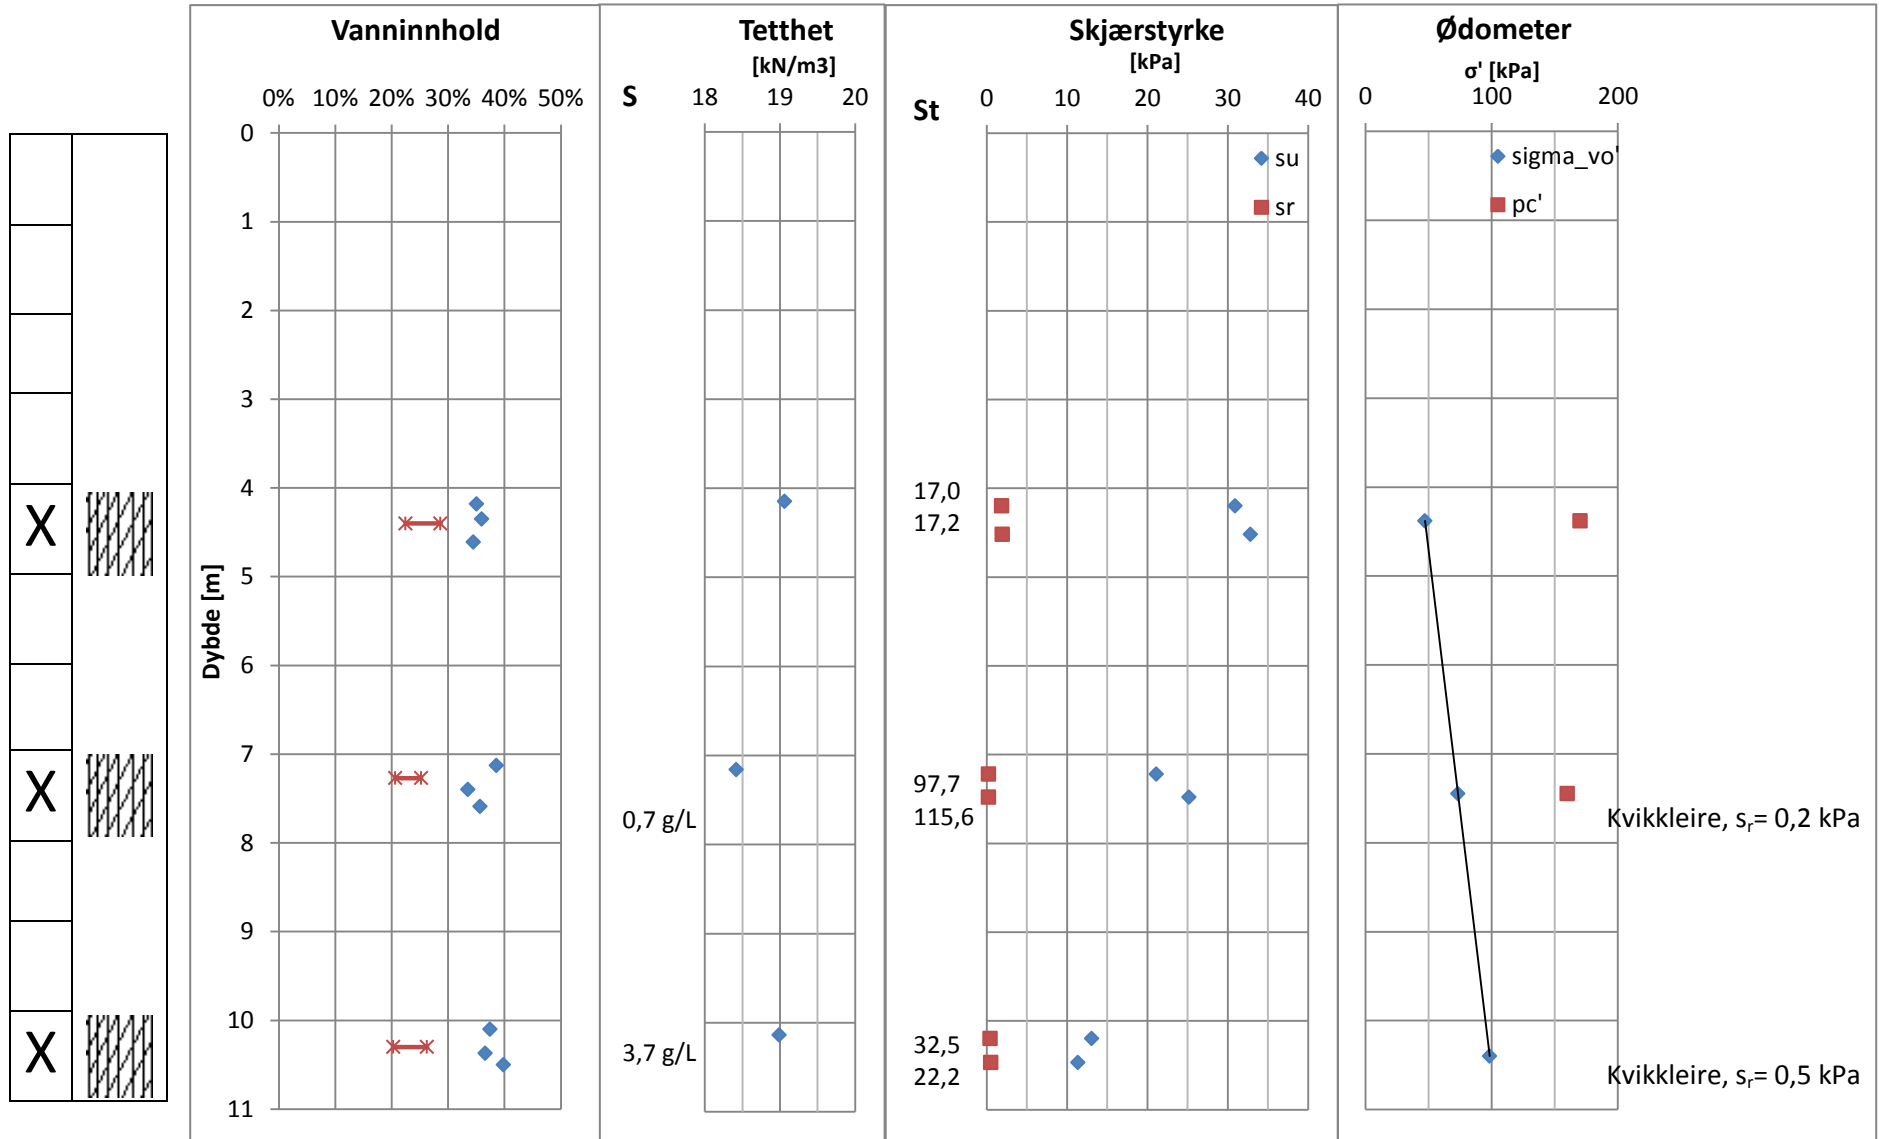 Vanninnhold
Tetthet
Skjærstyrke
Ødometer
[kN/m3]
[kPa]
σ' [kPa]
0% 10% 20% 30% 40% 50%
S
18 19 20
St
0 10 20 30 40
0 100 200
su
sr
sigma_vo'
pc'
Dybde [m]
0
1
2
3
4
5
6
7
8
9
10
11
X
X
X
17,0
17,2
97,7
115,6
0,7 g/L
Kvikkleire, sᵣ= 0,2 kPa
32,5
22,2
3,7 g/L
Kvikkleire, sᵣ= 0,5 kPa